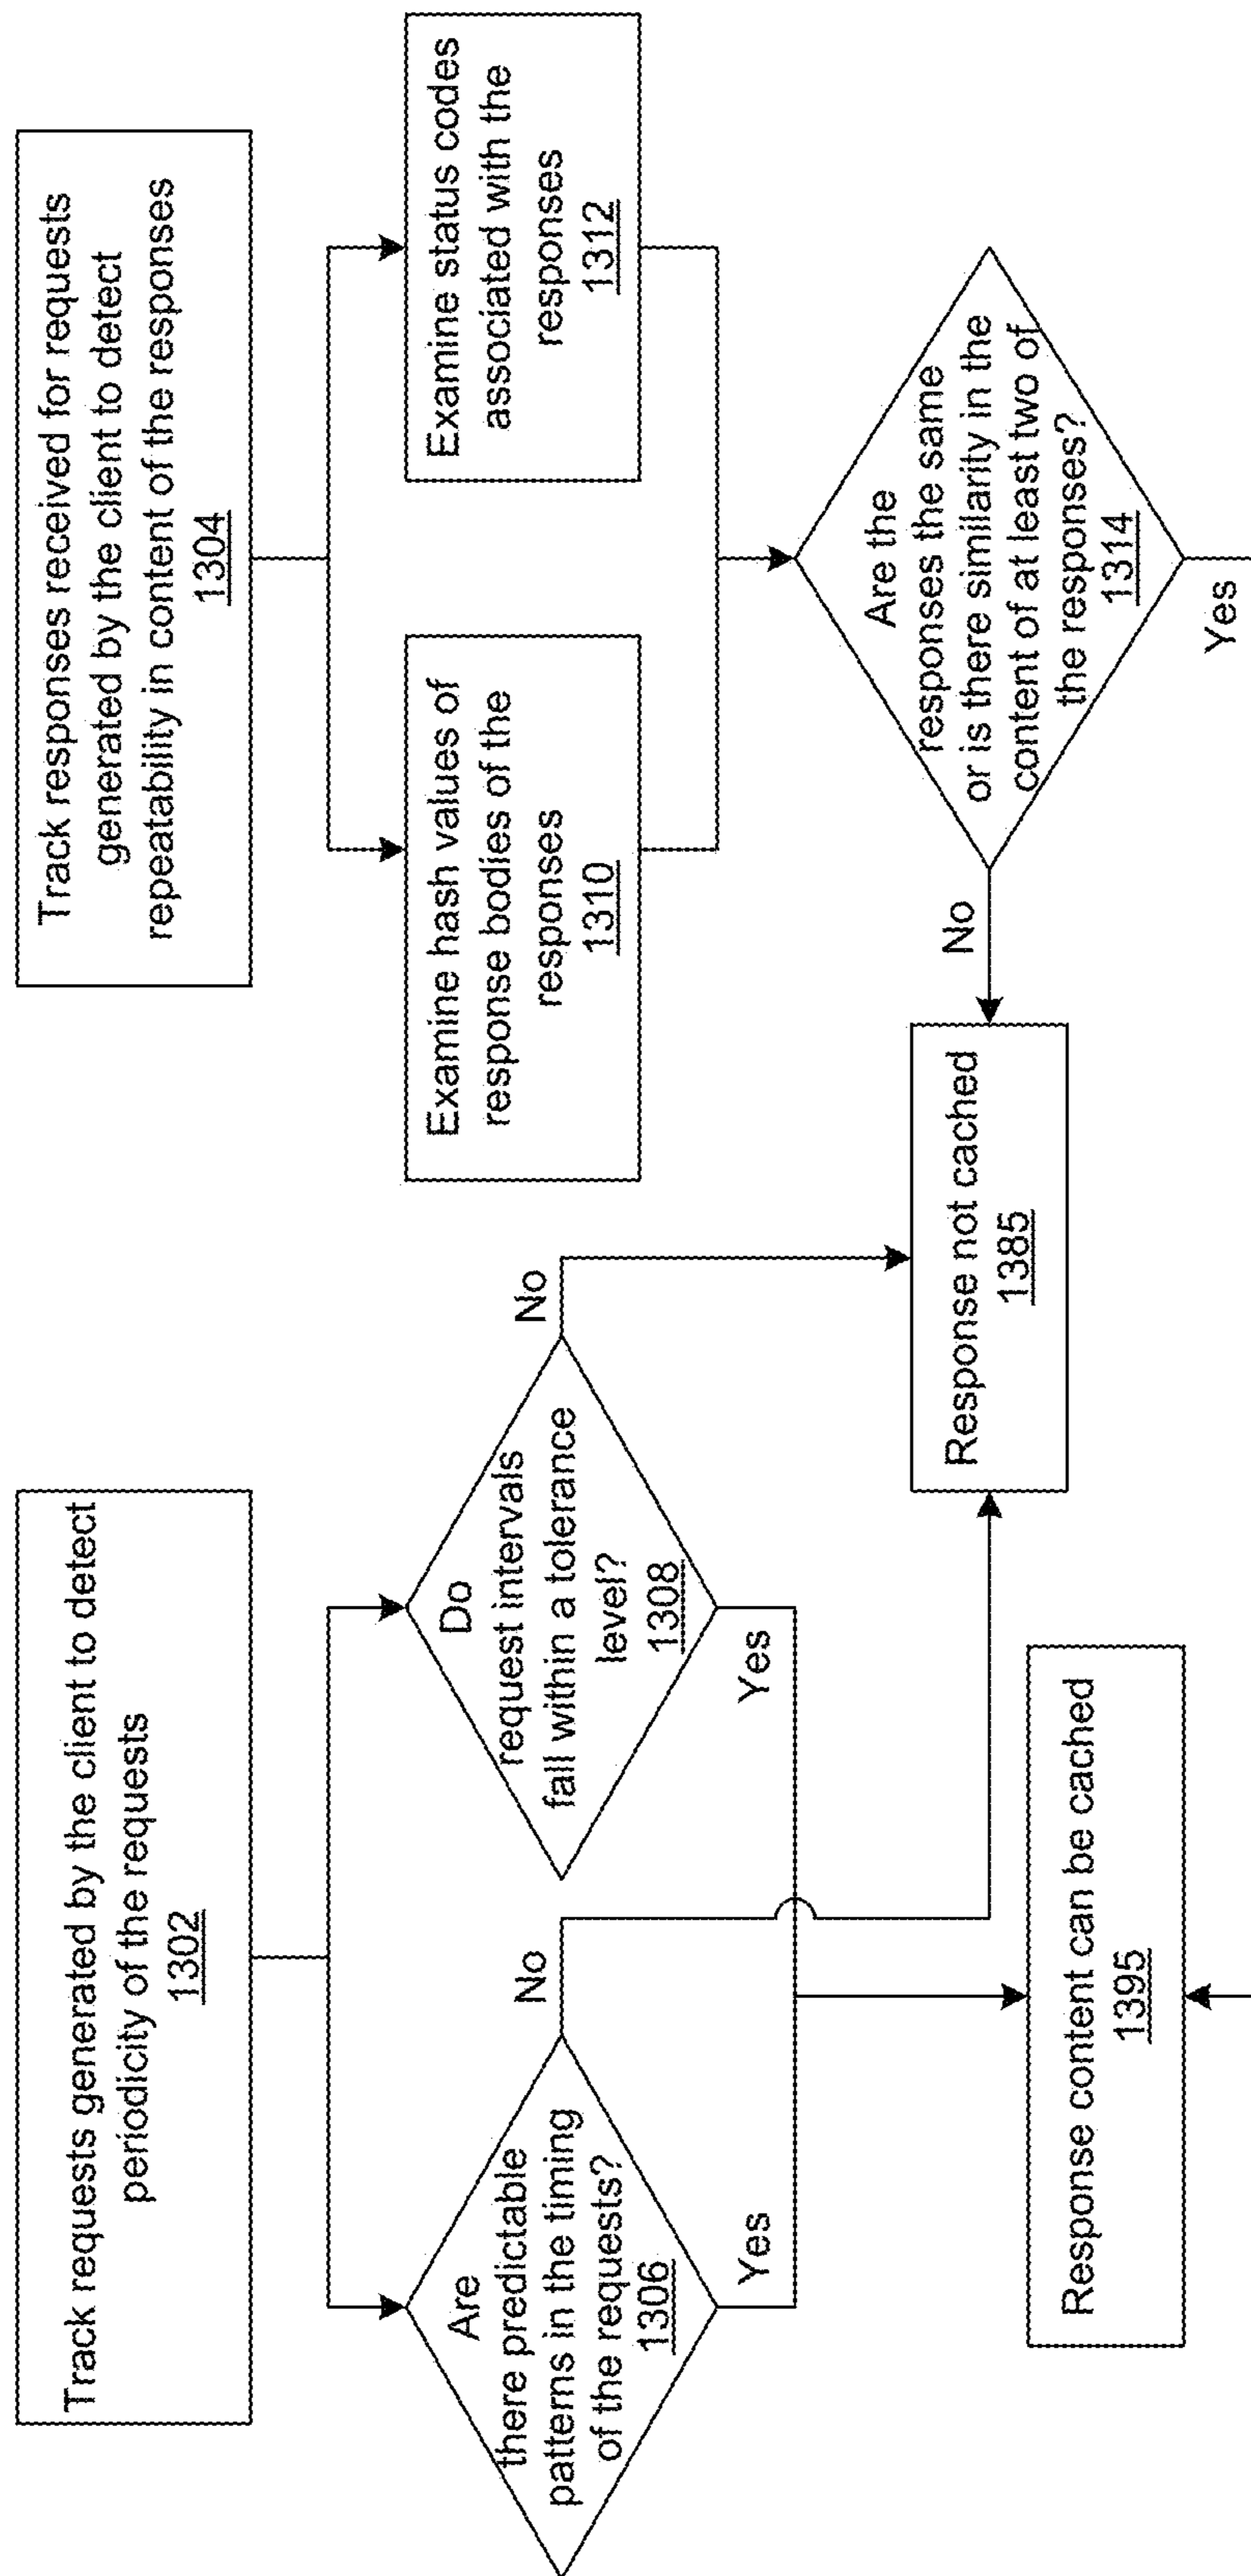 Track requests generated by the client to detect
periodicity of the requests
1302
Track responses received for requests
generated by the client to detect
repeatability in content of the responses
1304
Are
there predictable
patterns in the timing
of the requests?
1306
No
Yes
Do
request intervals
fall within a tolerance
level?
1308
No
Yes
Examine hash values of
response bodies of the
responses
1310
Examine status codes
associated with the
responses
1312
Response not cached
1385
No
Are the
responses the same
or is there similarity in the
content of at least two of
the responses?
1314
Yes
Response content can be cached
1395